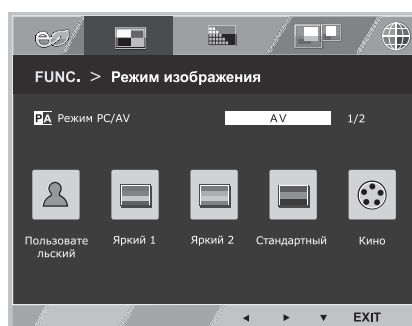 FUNC. > Режим изображения
PA Режим PC/AV AV 1/2
Пользовате
льский
Яркий 1 Яркий 2 Стандартный Кино
EXIT